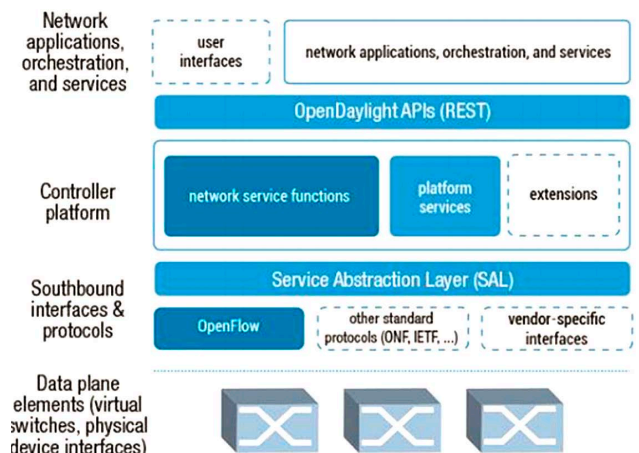 Network
applications,
orchestration,
and services
user
interfaces
network applications, orchestration, and services
OpenDaylight APIs (REST)
Controller
platform
network service functions
platform
services
extensions
Southbound
interfaces &
protocols
Service Abstraction Layer (SAL)
OpenFlow
other standard
protocols (ONF, IETF, ...)
vendor-specific
interfaces
Data plane
elements (virtual
switches, physical
device interfaces)